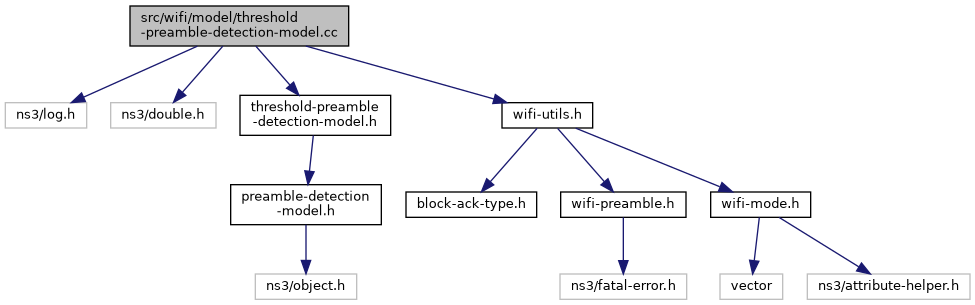 src/wifi/model/threshold
-preamble-detection-model.cc
ns3/log.h
ns3/double.h
threshold-preamble
-detection-model.h
wifi-utils.h
preamble-detection
-model.h
block-ack-type.h
wifi-preamble.h
wifi-mode.h
ns3/object.h
ns3/fatal-error.h
vector
ns3/attribute-helper.h